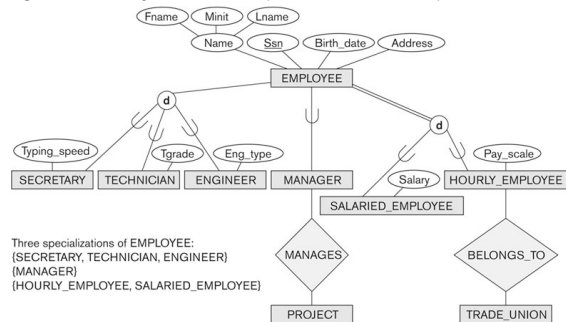 Fname Minit Lname
Name Ssn Birth_date Address
EMPLOYEE
d
d
Typing_speed Tgrade Eng_type Salary Pay_scale
SECRETARY TECHNICIAN ENGINEER MANAGER HOURLY_EMPLOYEE
SALARIED_EMPLOYEE
Three specializations of EMPLOYEE:
{SECRETARY, TECHNICIAN, ENGINEER}
{MANAGER}
{HOURLY_EMPLOYEE, SALARIED_EMPLOYEE}
MANAGES BELONGS_TO
PROJECT TRADE_UNION